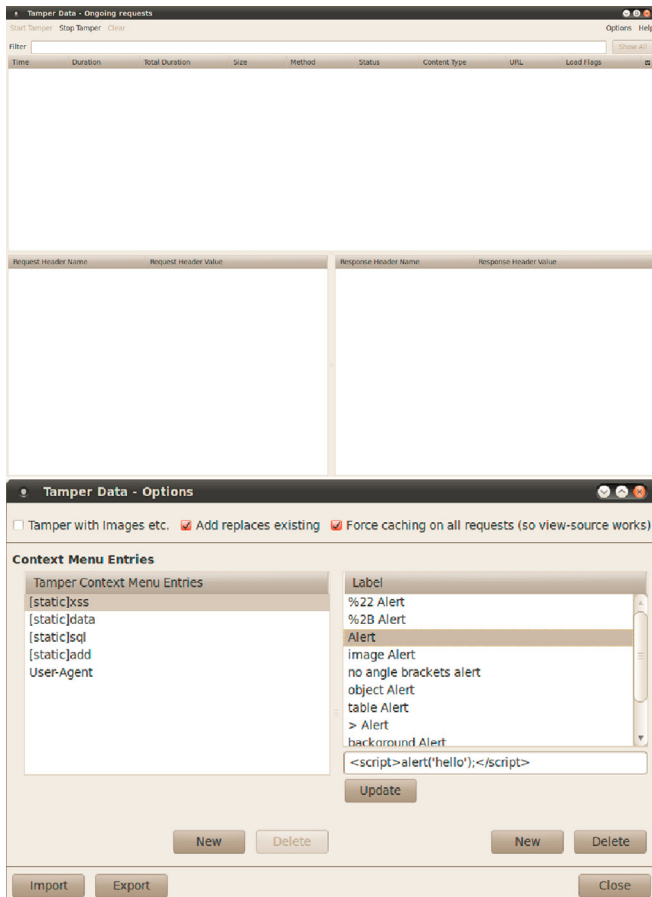 Tamper Data - Ongoing requests
Start Tamper Stop Tamper Clear Options Help
Filter Show All
Time Duration Total Duration Size Method Status Content Type URL Load Flags
Request Header Name Request Header Value Response Header Name Response Header Value
Tamper Data - Options
Tamper with Images etc. Add replaces existing Force caching on all requests (so view-source works)
Context Menu Entries
Tamper Context Menu Entries Label
[static]xss %22 Alert
[static]data %2B Alert
[static]sql Alert
[static]add image Alert
User-Agent no angle brackets alert
object Alert
table Alert
> Alert
background Alert
<script>alert('hello');</script>
Update
New Delete New Delete
Import Export Close